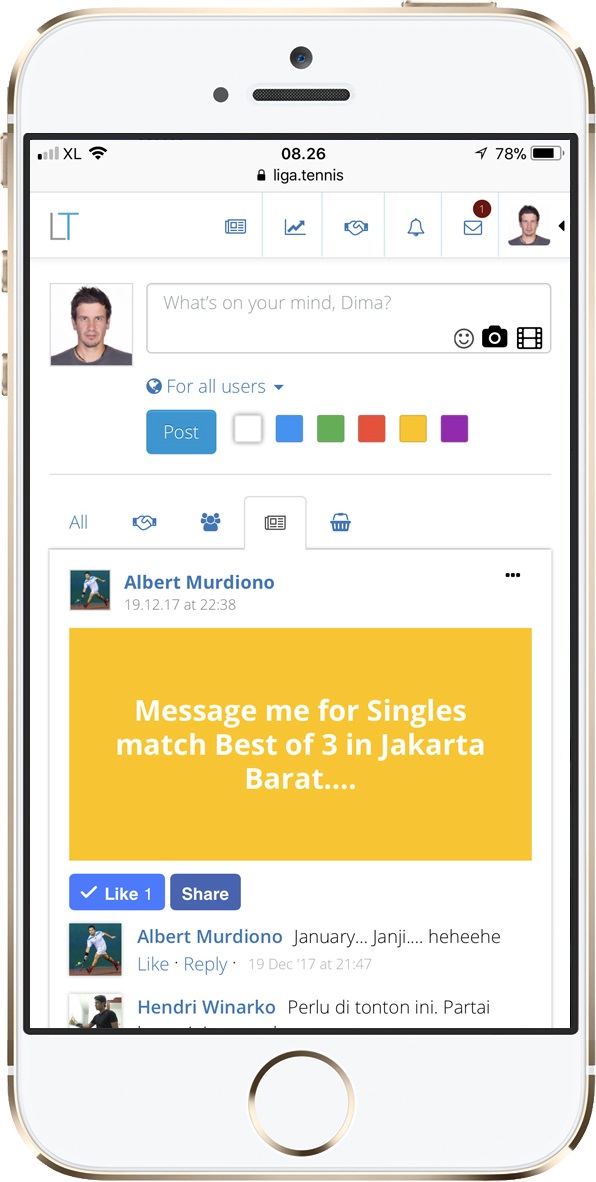 XL 08.26 78%
liga.tennis
LT 1
What's on your mind, Dima?
For all users
Post
All
Albert Murdiono
19.12.17 at 22:38
Message me for Singles
match Best of 3 in Jakarta
Barat....
Like 1 Share
Albert Murdiono January... Janji.... heheehe
Like · Reply · 19 Dec '17 at 21:47
Hendri Winarko Perlu di tonton ini. Partai